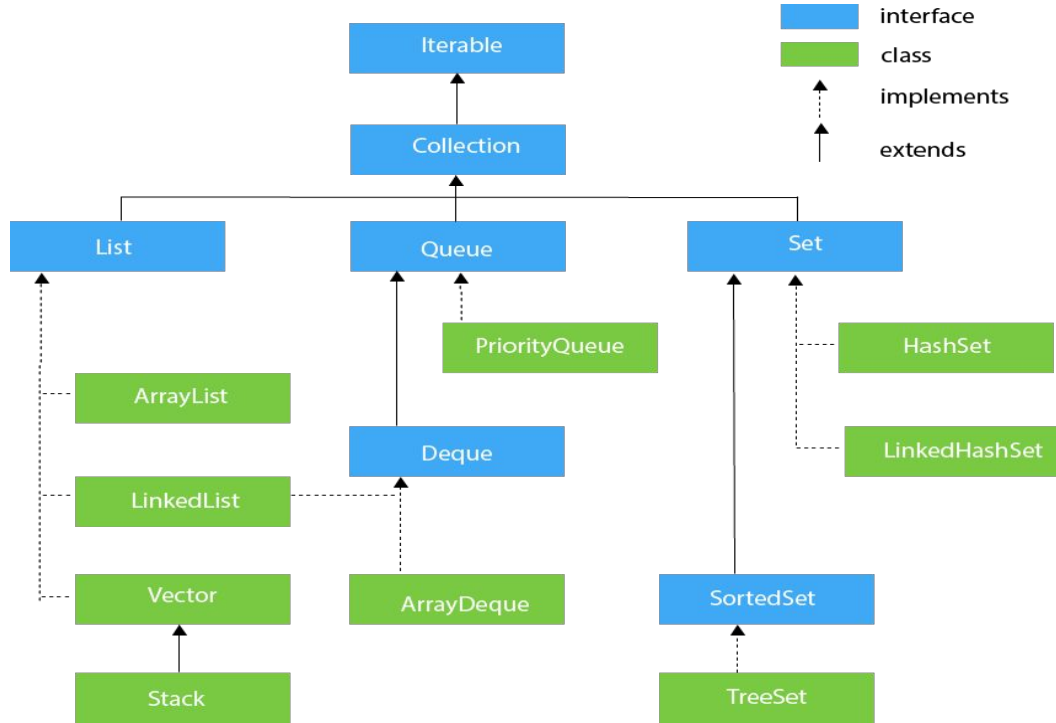 interface
Iterable
class
implements
Collection
extends
List
Queue
Set
PriorityQueue
HashSet
ArrayList
Deque
LinkedHashSet
LinkedList
Vector
ArrayDeque
SortedSet
Stack
TreeSet